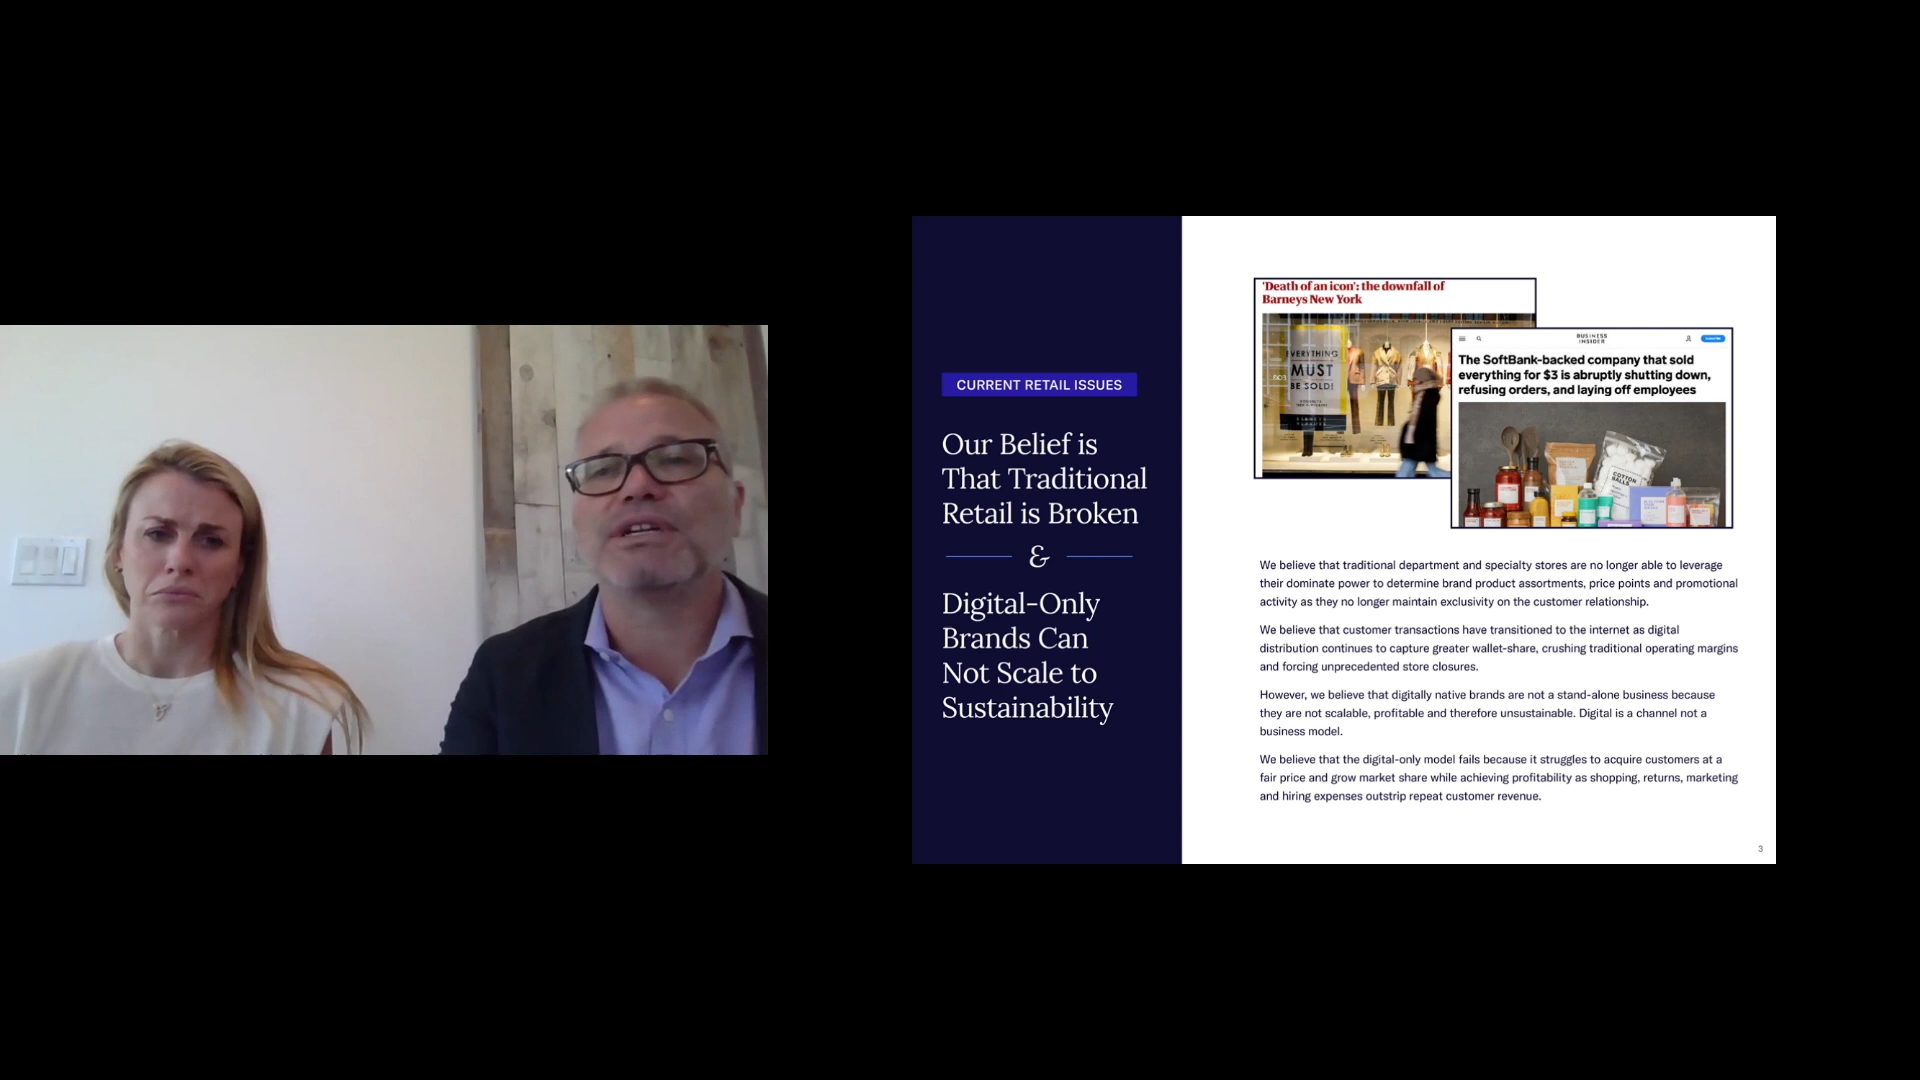 CURRENT RETAIL ISSUES
Our Belief is
That Traditional
Retail is Broken
&
Digital-Only
Brands Can
Not Scale to
Sustainability
'Death of an icon': the downfall of
Barneys New York
EVERYTHING
MUST
BE SOLD!
BUSINESS
INSIDER
The SoftBank-backed company that sold
everything for $3 is abruptly shutting down,
refusing orders, and laying off employees
COTTON
BALLS
We believe that traditional department and specialty stores are no longer able to leverage
their dominate power to determine brand product assortments, price points and promotional
activity as they no longer maintain exclusivity on the customer relationship.
We believe that customer transactions have transitioned to the internet as digital
distribution continues to capture greater wallet-share, crushing traditional operating margins
and forcing unprecedented store closures.
However, we believe that digitally native brands are not a stand-alone business because
they are not scalable, profitable and therefore unsustainable. Digital is a channel not a
business model.
We believe that the digital-only model fails because it struggles to acquire customers at a
fair price and grow market share while achieving profitability as shopping, returns, marketing
and hiring expenses outstrip repeat customer revenue.
3